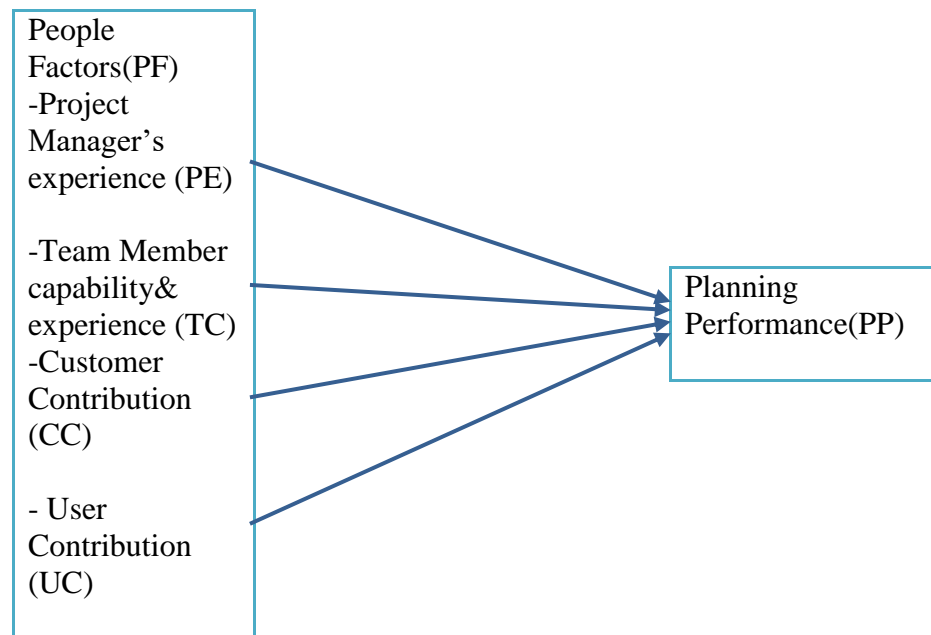 People
Factors(PF)
-Project
Manager’s
experience (PE)
-Team Member
capability&
experience (TC)
-Customer
Contribution
(CC)
- User
Contribution
(UC)
Planning
Performance(PP)